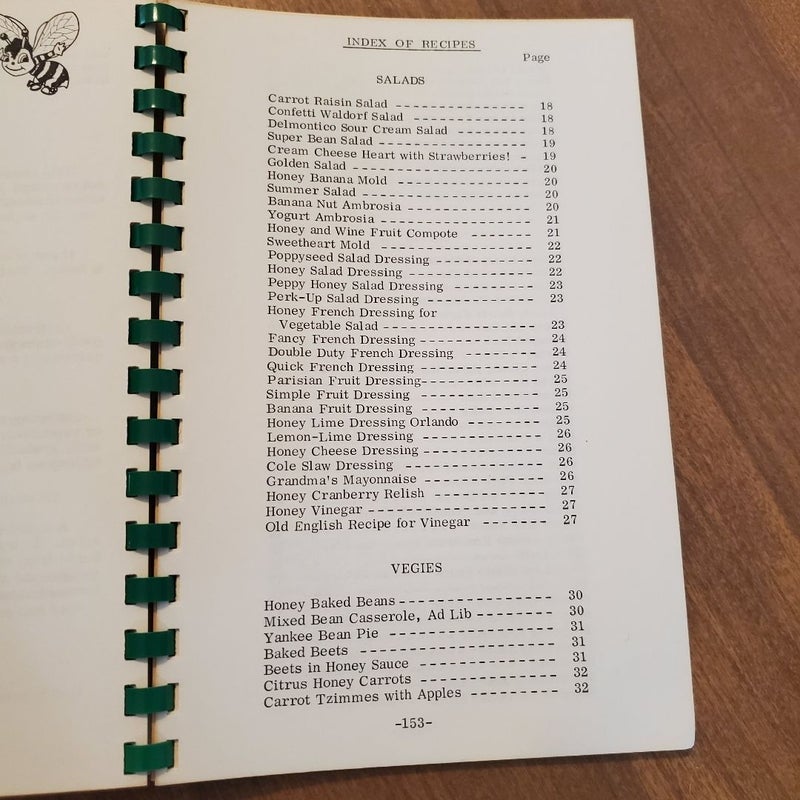 INDEX OF RECIPES
Page
SALADS
Carrot Raisin Salad -------------- 18
Confetti Waldorf Salad ------------ 18
Delmontico Sour Cream Salad -------- 18
Super Bean Salad ---------------- 19
Cream Cheese Heart with Strawberries! - 19
Golden Salad ------------------- 20
Honey Banana Mold -------------- 20
Summer Salad ------------------ 20
Banana Nut Ambrosia ------------- 20
Yogurt Ambrosia ---------------- 21
Honey and Wine Fruit Compote ------- 21
Sweetheart Mold ---------------- 22
Poppyseed Salad Dressing ---------- 22
Honey Salad Dressing ------------- 22
Peppy Honey Salad Dressing --------- 23
Perk-Up Salad Dressing ----------- 23
Honey French Dressing for
Vegetable Salad ---------------- 23
Fancy French Dressing ------------ 24
Double Duty French Dressing -------- 24
Quick French Dressing ------------ 24
Parisian Fruit Dressing------------ 25
Simple Fruit Dressing ------------ 25
Banana Fruit Dressing ------------ 25
Honey Lime Dressing Orlando -------- 25
Lemon-Lime Dressing ------------ 26
Honey Cheese Dressing ------------ 26
Cole Slaw Dressing -------------- 26
Grandma's Mayonnaise ------------ 26
Honey Cranberry Relish ----------- 27
Honey Vinegar ----------------- 27
Old English Recipe for Vinegar ------- 27
VEGIES
Honey Baked Beans -------------- 30
Mixed Bean Casserole, Ad Lib ------- 30
Yankee Bean Pie --------------- 31
Baked Beets ------------------ 31
Beets in Honey Sauce ------------ 31
Citrus Honey Carrots ------------ 32
Carrot Tzimmes with Apples --------- 32
-153-